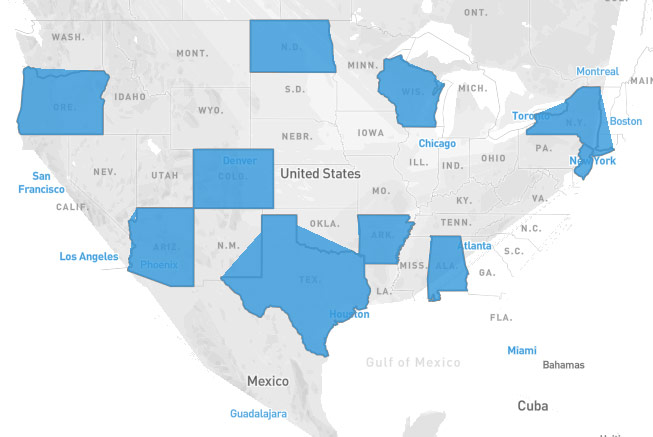 ONT.
WASH.
N.D.
MONT.
MINN.
Montreal
MAIN
ORE.
IDAHO
S.D.
WIS.
MICH.
WYO.
Toronto
N.Y.
Boston
IOWA
NEBR.
Chicago
PA.
Denver
ILL.
IND.
OHIO
New York
NEV.
UTAH
COLO.
United States
San
Francisco
MO.
KY.
VA.
CALIF.
OKLA.
TENN.
N.C.
ARIZ.
N.M.
ARK.
Atlanta
S.C.
Los Angeles
Phoenix
TEX.
MISS.
ALA.
GA.
LA.
Houston
FLA.
Miami
Gulf of Mexico
Bahamas
Mexico
Guadalajara
Cuba